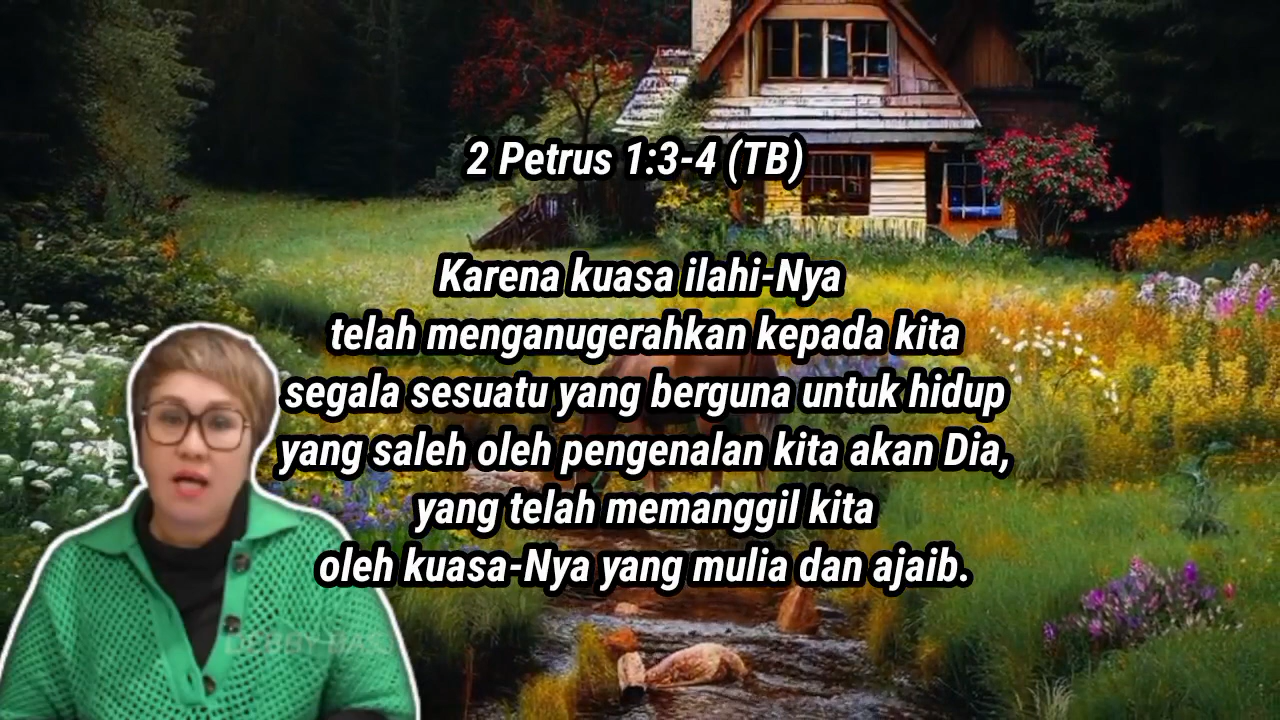 2 Petrus 1:3-4 (TB)
Karena kuasa ilahi-Nya
telah menganugerahkan kepada kita
segala sesuatu yang berguna untuk hidup
yang saleh oleh pengenalan kita akan Dia,
yang telah memanggil kita
oleh kuasa-Nya yang mulia dan ajaib.